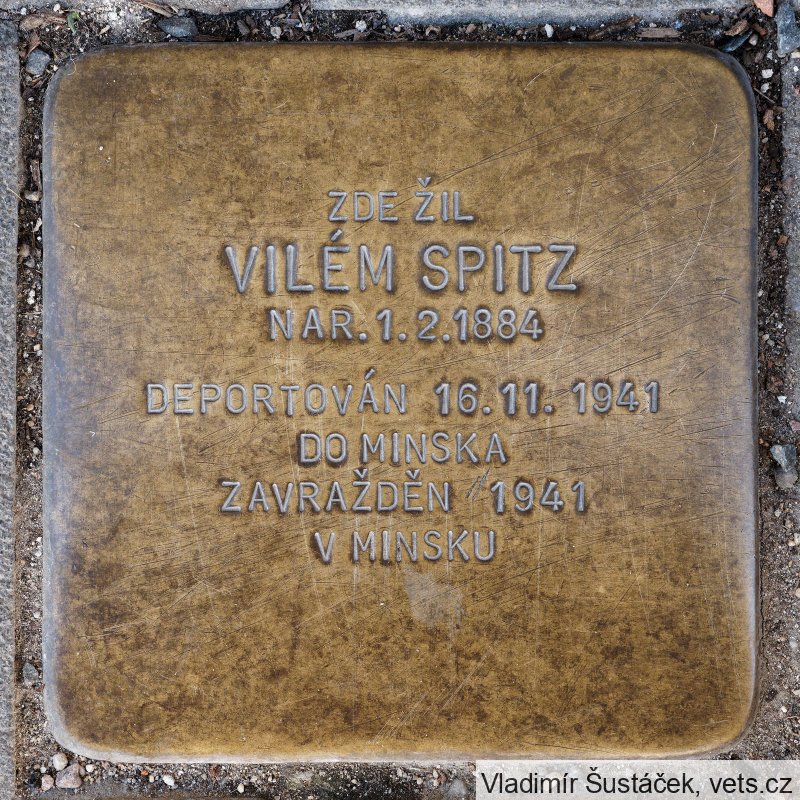 ZDE ŽIL
VILÉM SPITZ
NAR. 1. 2. 1884
DEPORTOVÁN 16. 11. 1941
DO MINSKA
ZAVRAŽDĚN 1941
V MINSKU
Vladimír Šustáček, vets.cz